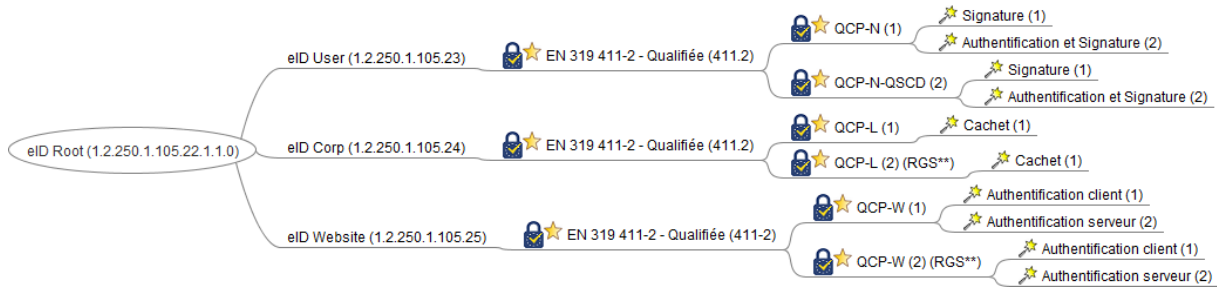 eID Root (1.2.250.1.105.22.1.1.0)
eID User (1.2.250.1.105.23)
EN 319 411-2 - Qualifiée (411.2)
QCP-N (1)
Signature (1)
Authentification et Signature (2)
QCP-N-QSCD (2)
Signature (1)
Authentification et Signature (2)
eID Corp (1.2.250.1.105.24)
EN 319 411-2 - Qualifiée (411.2)
QCP-L (1)
Cachet (1)
QCP-L (2) (RGS**)
Cachet (1)
eID Website (1.2.250.1.105.25)
EN 319 411-2 - Qualifiée (411-2)
QCP-W (1)
Authentification client (1)
Authentification serveur (2)
QCP-W (2) (RGS**)
Authentification client (1)
Authentification serveur (2)